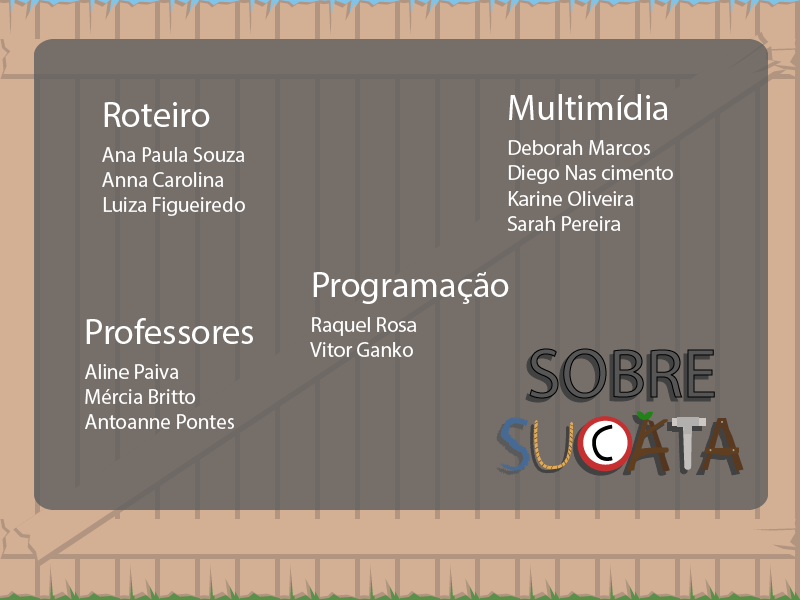 Roteiro
Ana Paula Souza
Anna Carolina
Luiza Figueiredo
Multimídia
Deborah Marcos
Diego Nas cimento
Karine Oliveira
Sarah Pereira
Programação
Raquel Rosa
Vitor Ganko
Professores
Aline Paiva
Mércia Britto
Antoanne Pontes
SOBRE
SUCATA